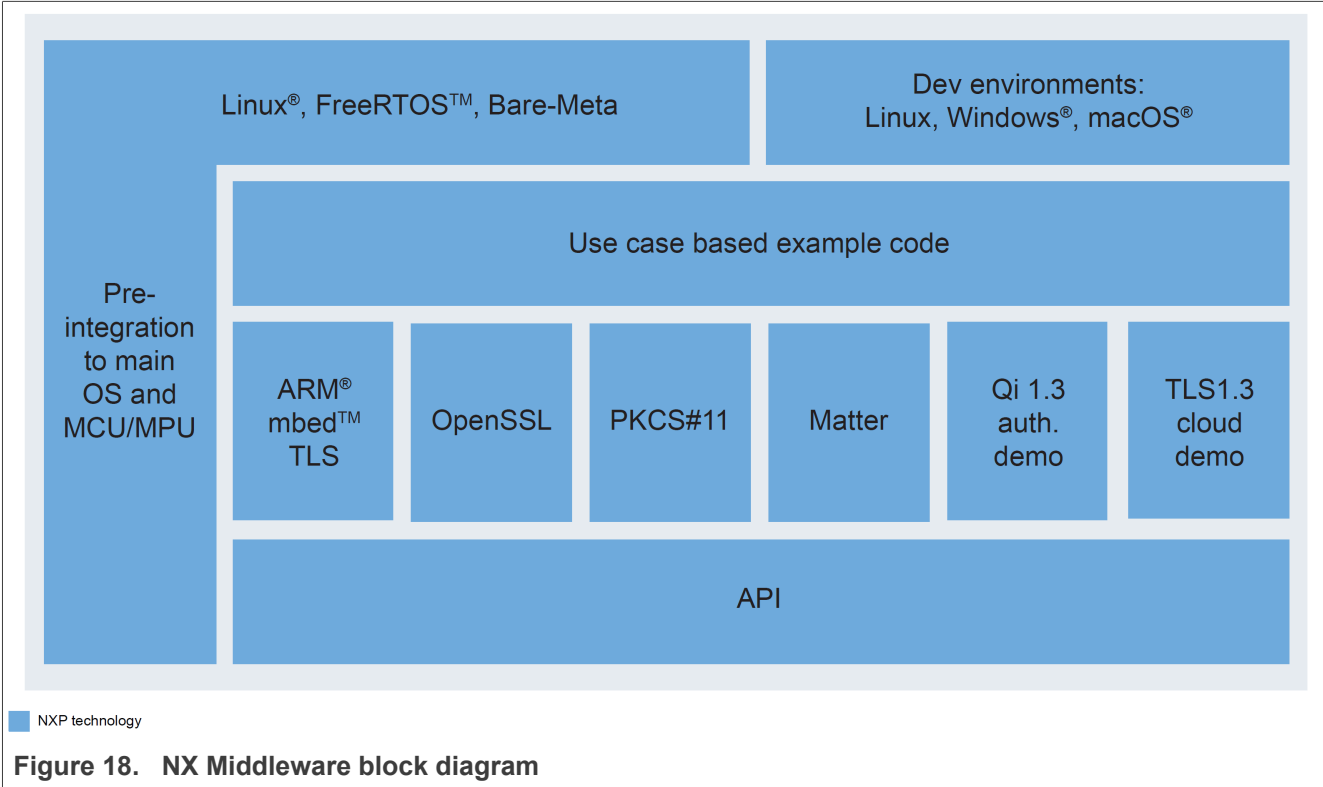 Linux®, FreeRTOS™, Bare-Meta
Dev environments:
Linux, Windows®, macOS®
Use case based example code
Pre-
integration
to main
OS and
MCU/MPU
ARM®
mbed™
TLS
OpenSSL
PKCS#11
Matter
Qi 1.3
auth.
demo
TLS1.3
cloud
demo
API
NXP technology
Figure 18. NX Middleware block diagram